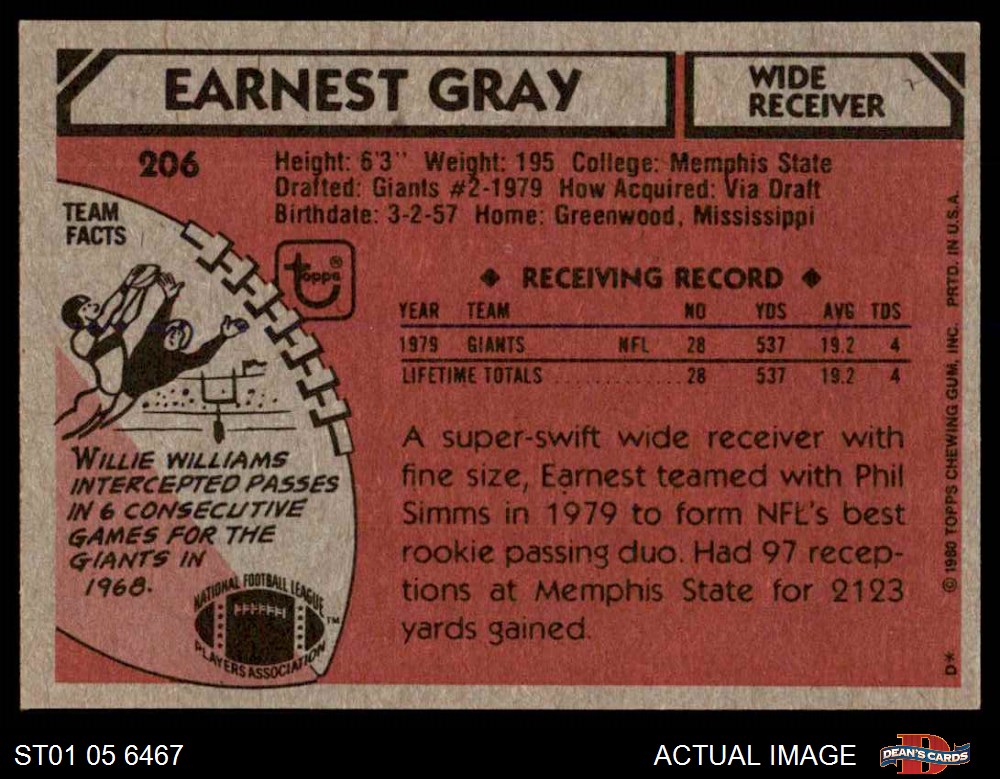 EARNEST GRAY
WIDE
RECEIVER
206
Height: 6'3" Weight: 195 College: Memphis State
Drafted: Giants #2-1979 How Acquired: Via Draft
Birthdate: 3-2-57 Home: Greenwood, Mississippi
TEAM
FACTS
topps®
WILLIE WILLIAMS
INTERCEPTED PASSES
IN 6 CONSECUTIVE
GAMES FOR THE
GIANTS IN
1968.
NATIONAL FOOTBALL LEAGUE
PLAYERS ASSOCIATION
TM
◆ RECEIVING RECORD ◆
YEAR TEAM NO YDS AVG TDS
1979 GIANTS NFL 28 537 19.2 4
LIFETIME TOTALS ............ 28 537 19.2 4
A super-swift wide receiver with
fine size, Earnest teamed with Phil
Simms in 1979 to form NFL's best
rookie passing duo. Had 97 recep-
tions at Memphis State for 2123
yards gained.
D* © 1980 TOPPS CHEWING GUM, INC. PRTD. IN U.S.A.
ST01 05 6467
ACTUAL IMAGE
DEAN'S CARDS